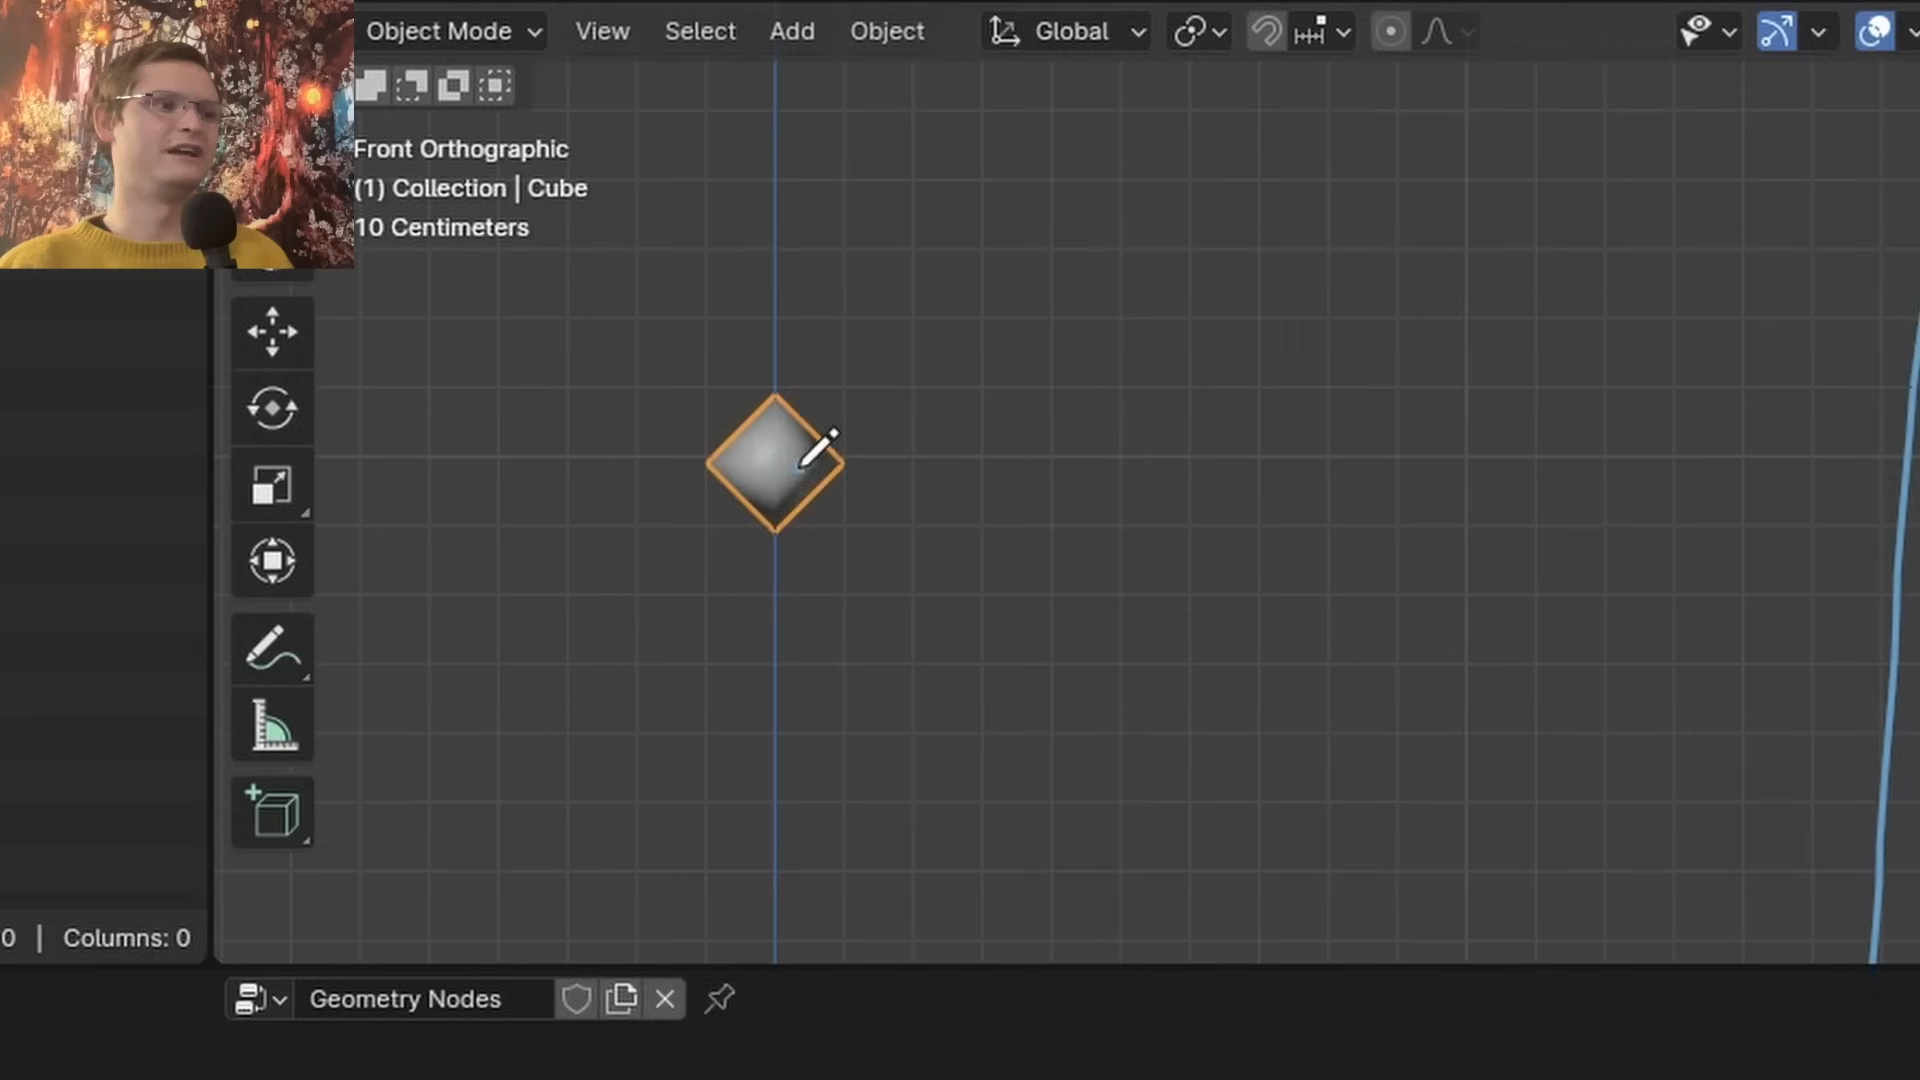 Object Mode View Select Add Object Global
Front Orthographic
(1) Collection | Cube
10 Centimeters
0 | Columns: 0
Geometry Nodes